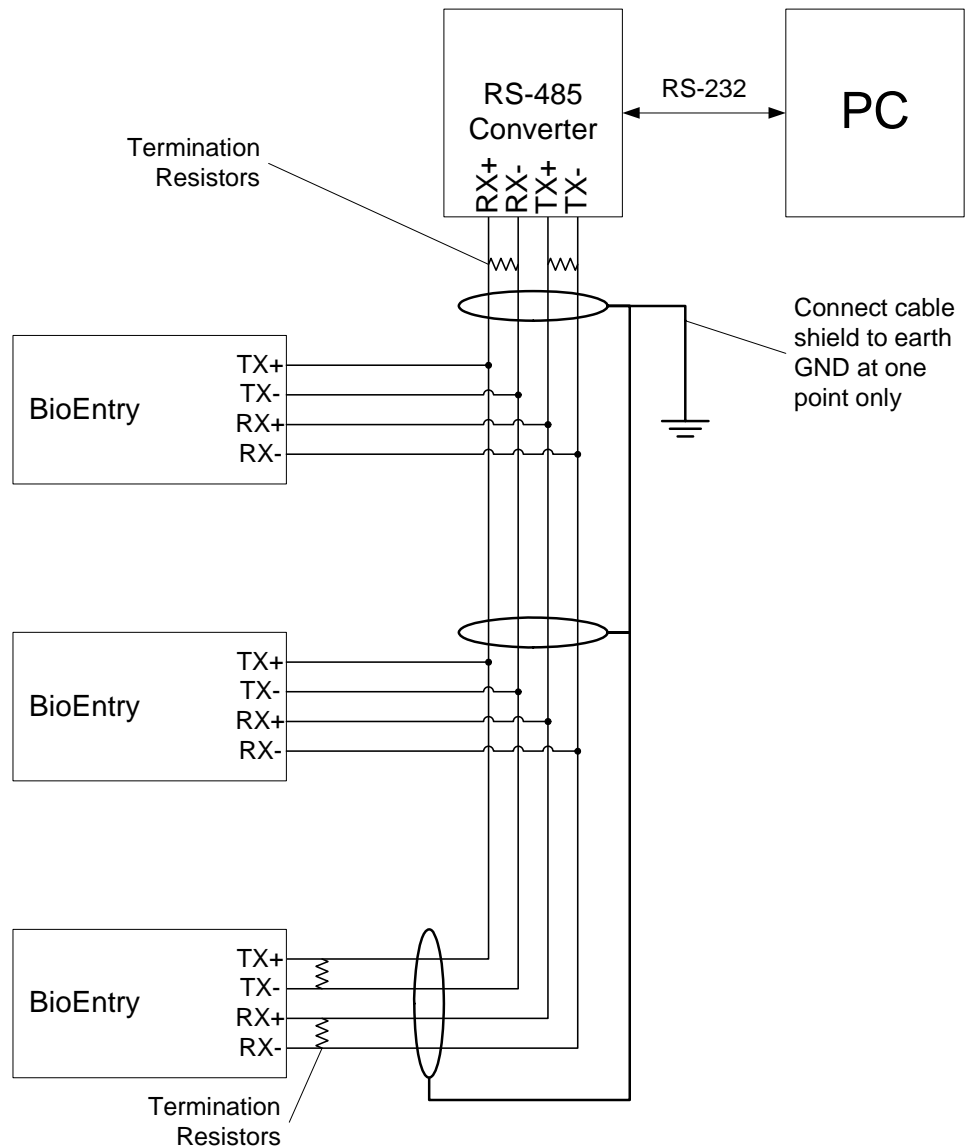 RS-485
Converter
RS-232
PC
Termination
Resistors
RX+
RX-
TX+
TX-
Connect cable
shield to earth
GND at one
point only
BioEntry
TX+
TX-
RX+
RX-
BioEntry
TX+
TX-
RX+
RX-
BioEntry
TX+
TX-
RX+
RX-
Termination
Resistors